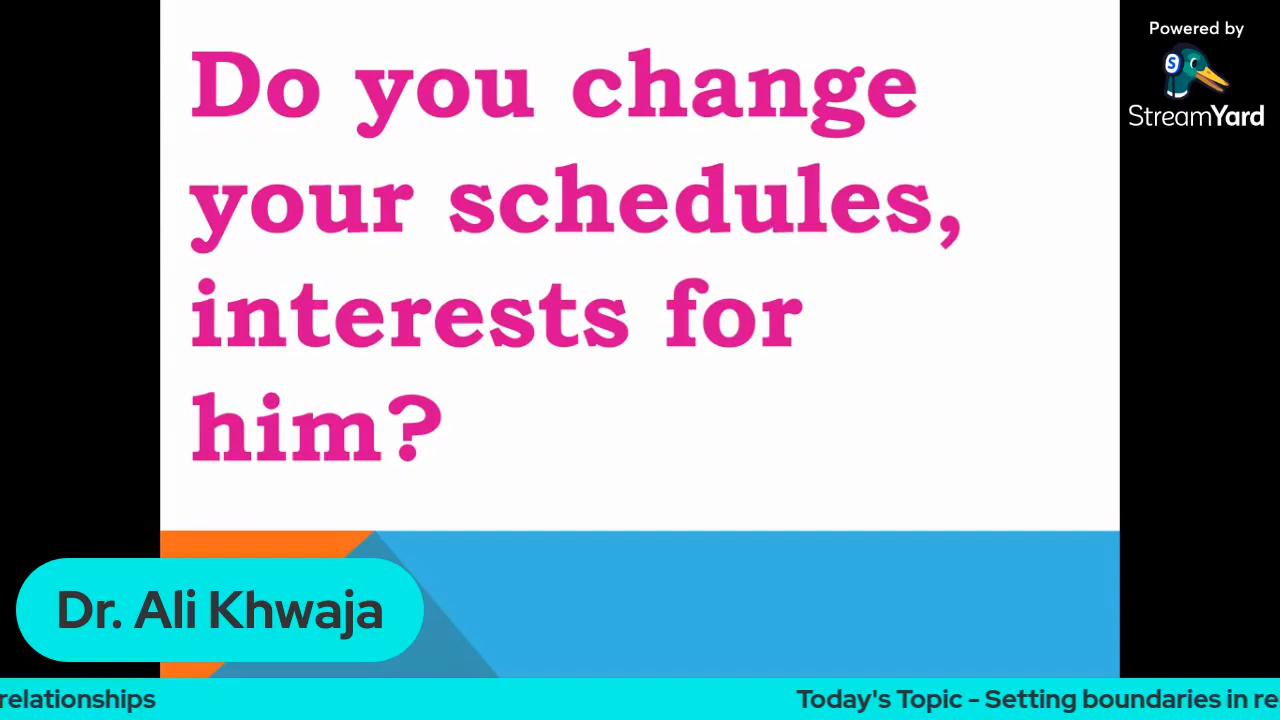 Do you change
your schedules,
interests for
him?
Powered by
StreamYard
Dr. Ali Khwaja
relationships
Today's Topic - Setting boundaries in re